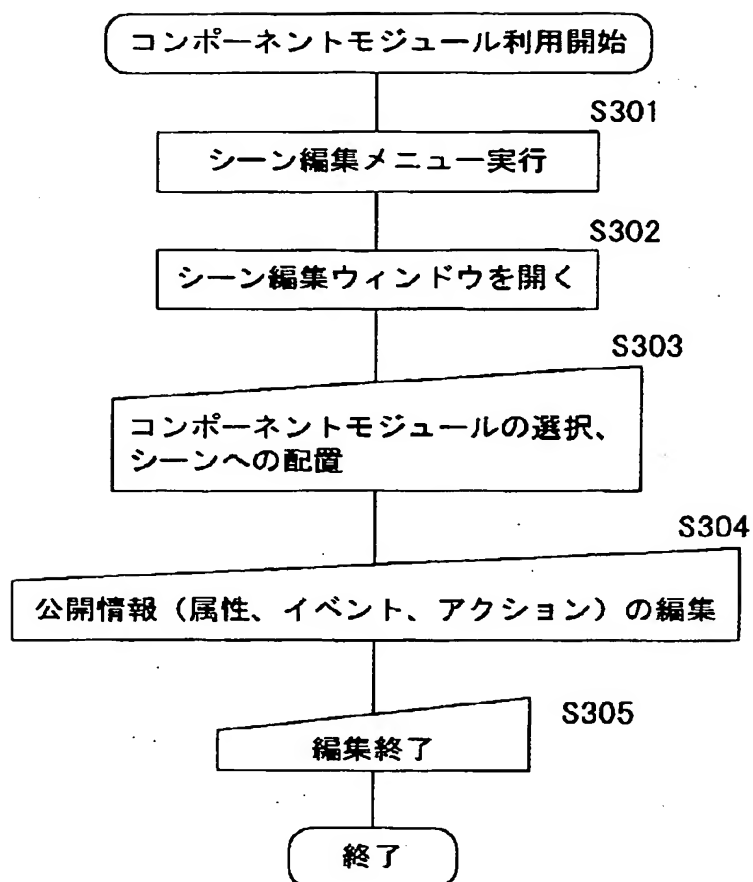 コンポーネントモジュール利用開始
S301
シーン編集メニュー実行
S302
シーン編集ウィンドウを開く
S303
コンポーネントモジュールの選択、
シーンへの配置
S304
公開情報（属性、イベント、アクション）の編集
S305
編集終了
終了